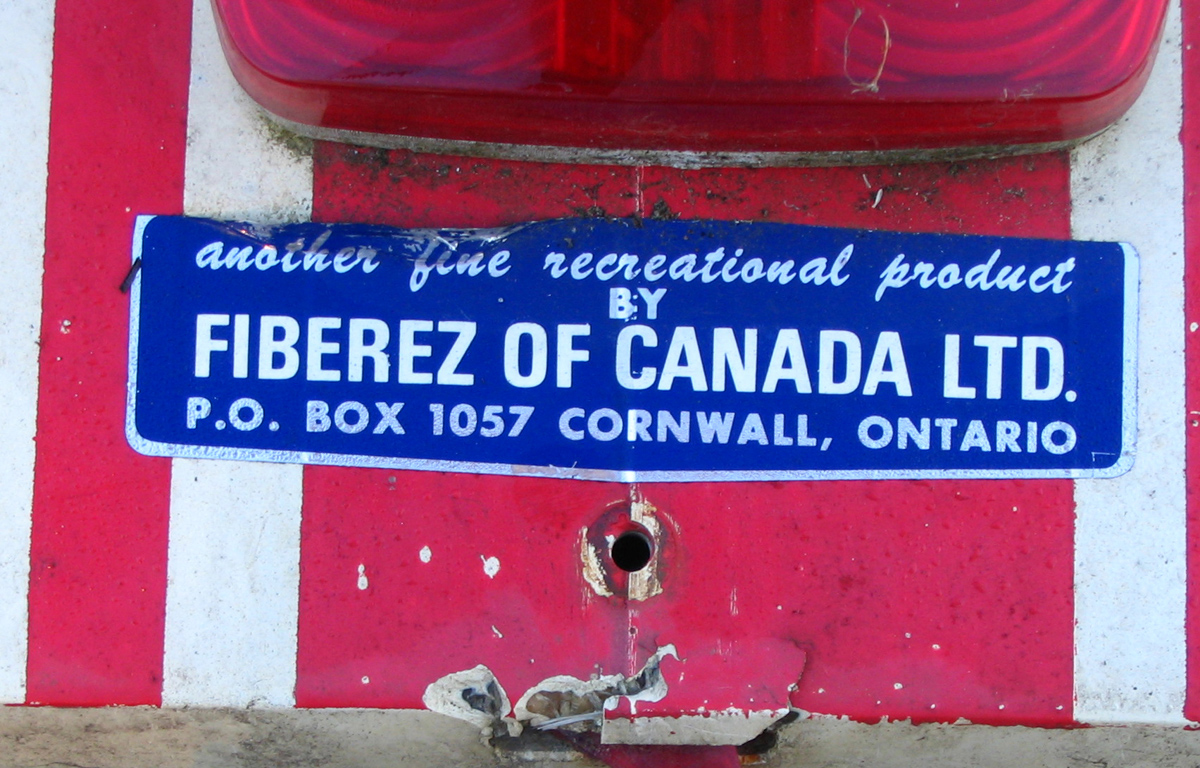 another fine recreational product
BY
FIBEREZ OF CANADA LTD.
P.O. BOX 1057 CORNWALL, ONTARIO